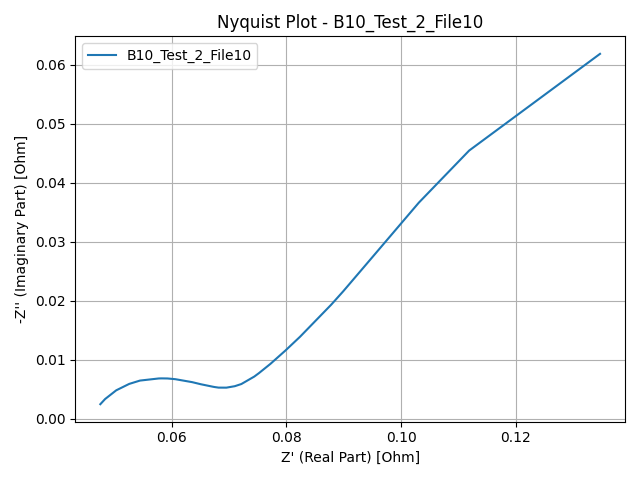 Nyquist Plot - B10_Test_2_File10
B10_Test_2_File10
-Z'' (Imaginary Part) [Ohm]
0.06
0.05
0.04
0.03
0.02
0.01
0.00
0.06 0.08 0.10 0.12
Z' (Real Part) [Ohm]